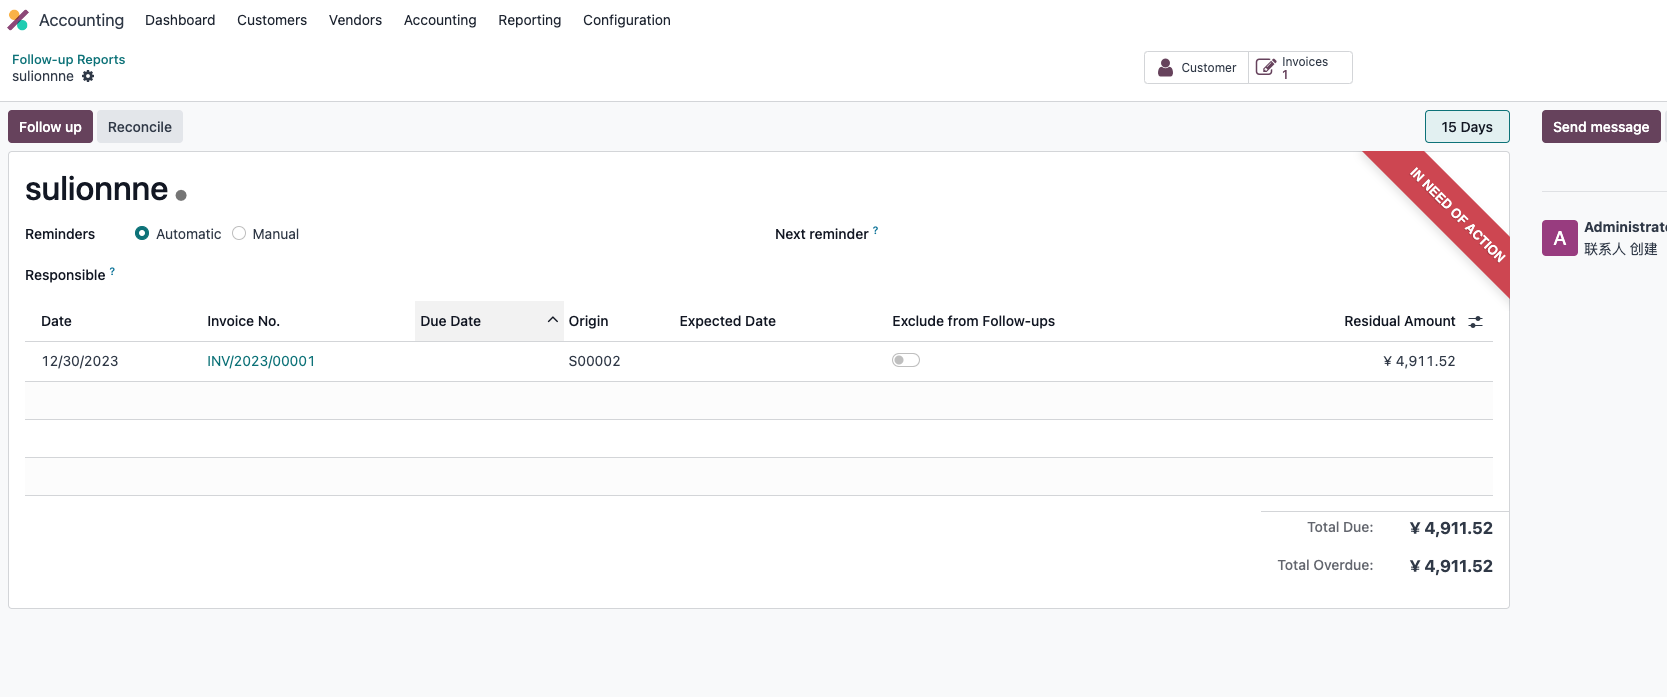 Accounting Dashboard Customers Vendors Accounting Reporting Configuration
Follow-up Reports
sulionnne
Customer
Invoices
1
Follow up Reconcile
15 Days
Send message
sulionnne
IN NEED OF ACTION
Reminders Automatic Manual
Next reminder ?
Responsible ?
A
Administrato
联系人 创建
Date Invoice No. Due Date Origin Expected Date Exclude from Follow-ups Residual Amount
12/30/2023 INV/2023/00001 S00002 ¥ 4,911.52
Total Due: ¥ 4,911.52
Total Overdue: ¥ 4,911.52